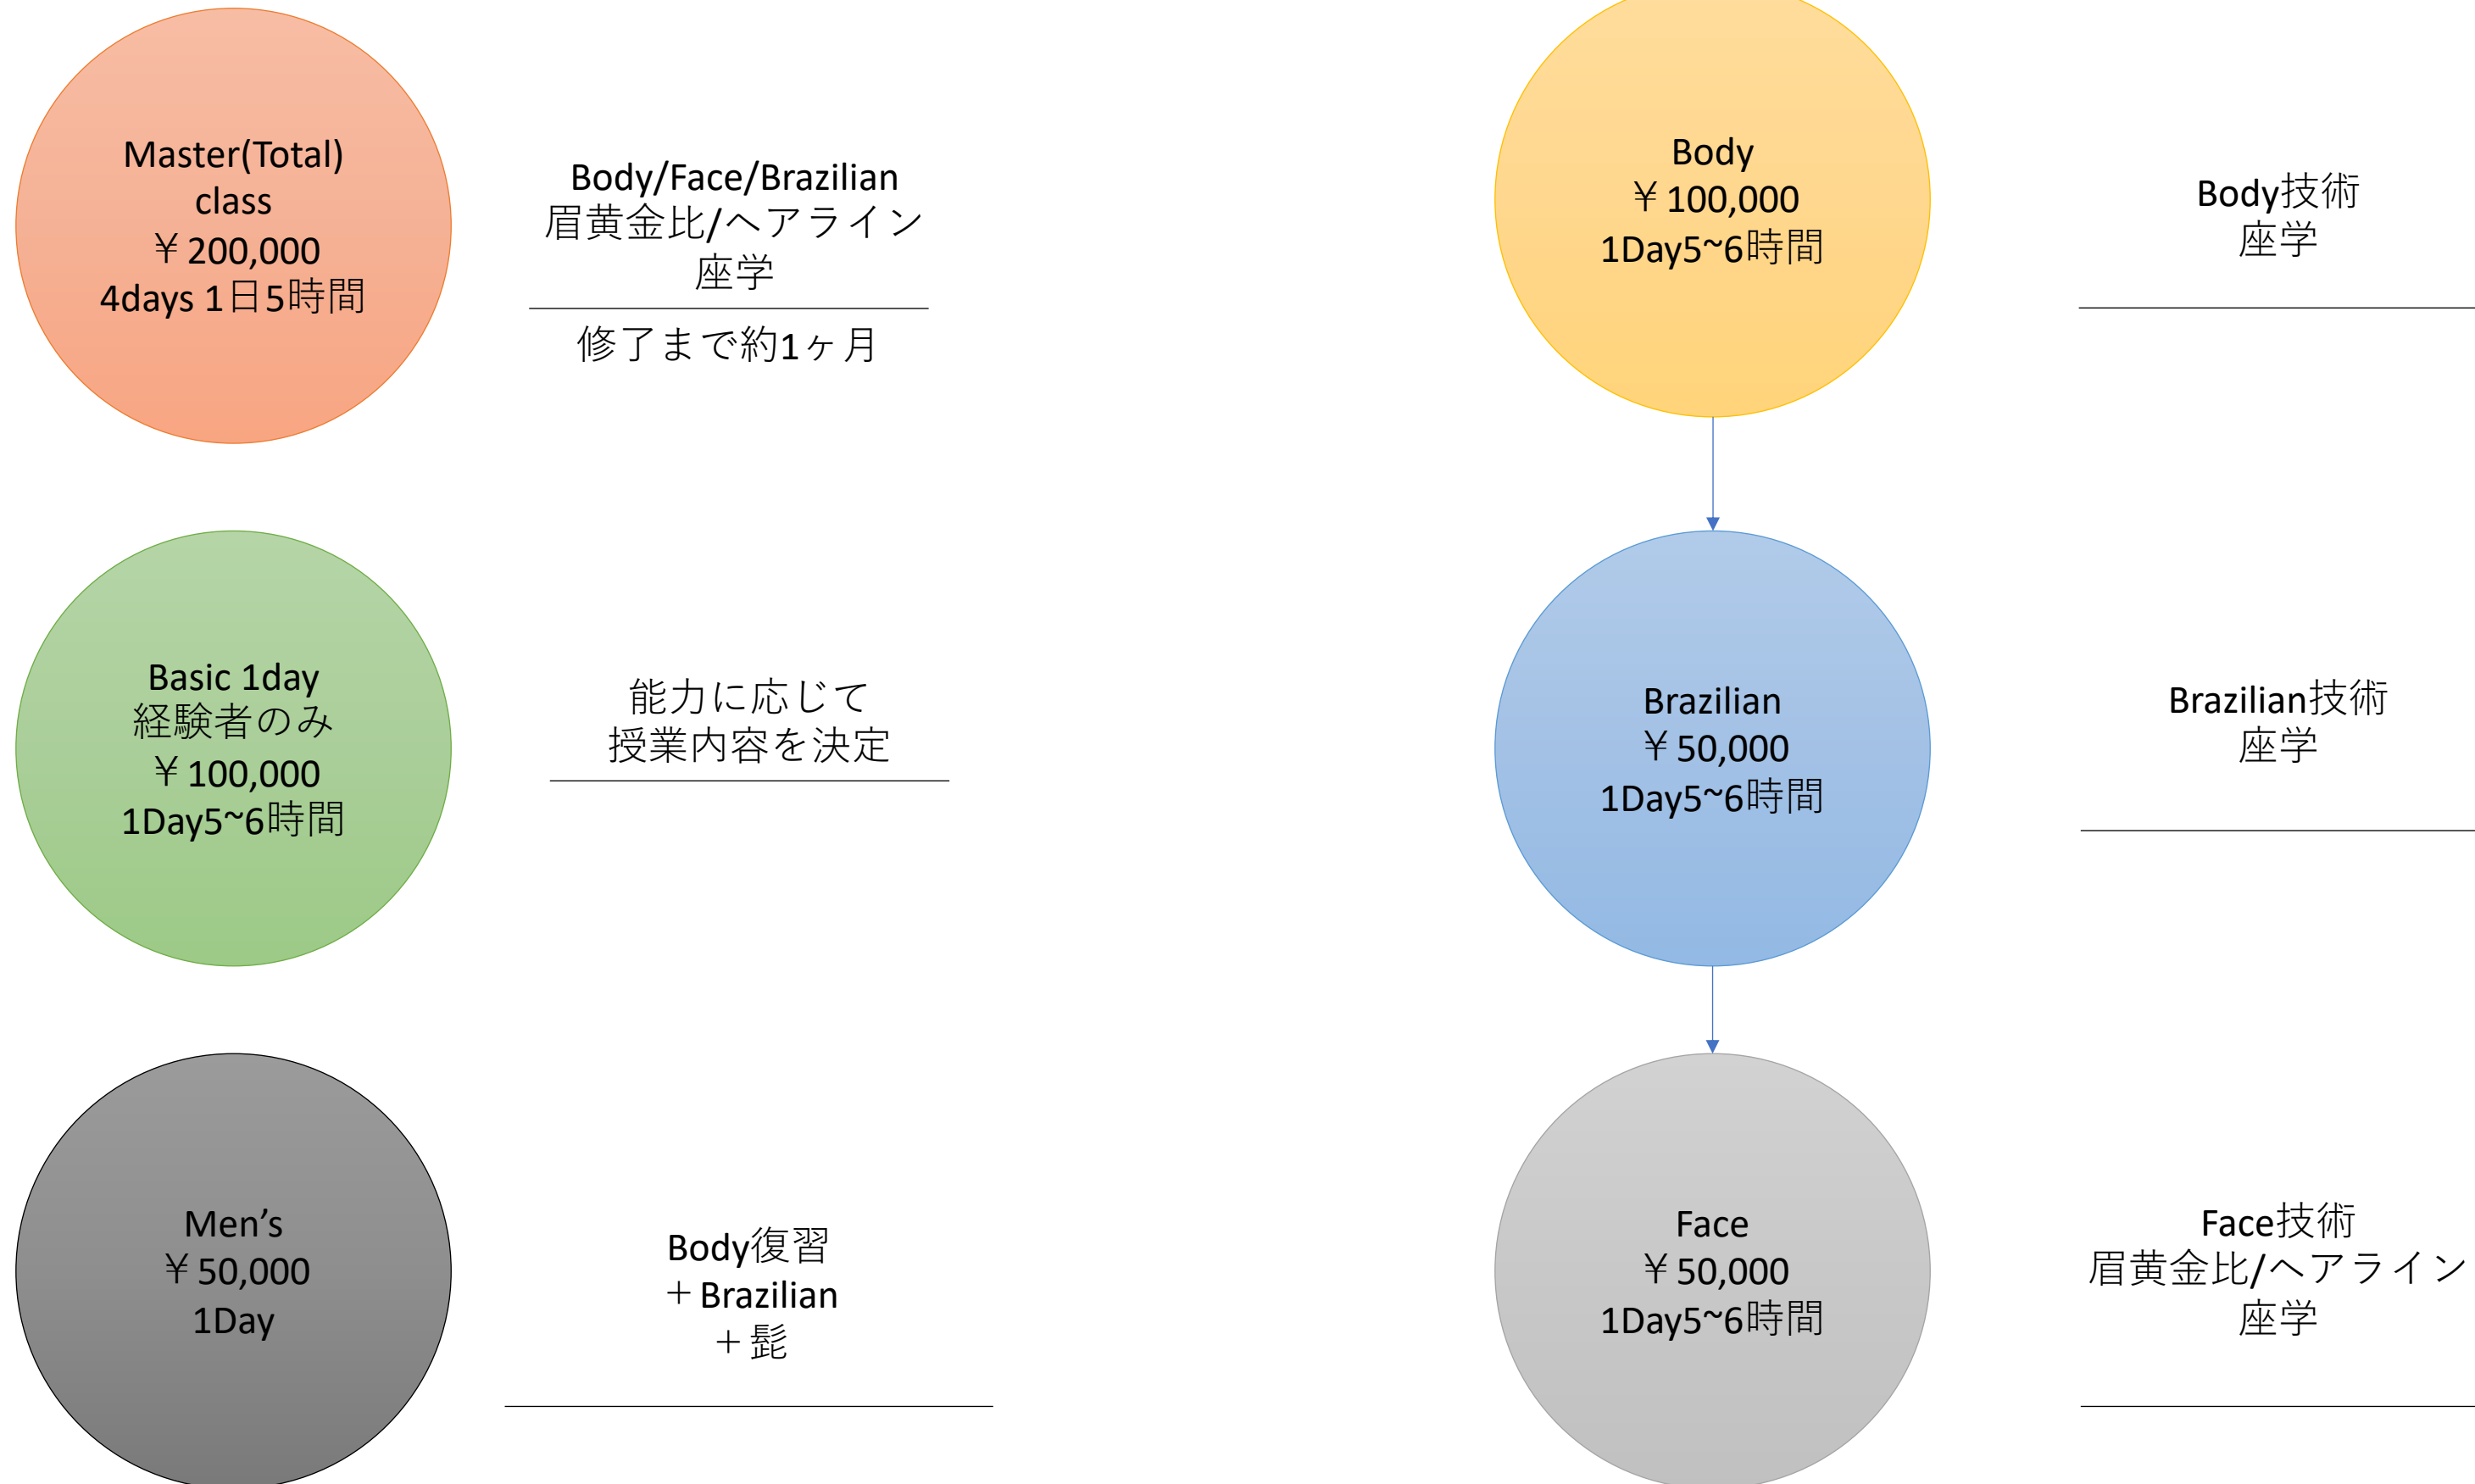 Master(Total)
class
￥200,000
4days 1日5時間
Body/Face/Brazilian
眉黄金比/ヘアライン
座学
修了まで約1ヶ月
Basic 1day
経験者のみ
￥100,000
1Day5~6時間
能力に応じて
授業内容を決定
Men’s
￥50,000
1Day
Body復習
＋Brazilian
＋髭
Body
￥100,000
1Day5~6時間
Body技術
座学
Brazilian
￥50,000
1Day5~6時間
Brazilian技術
座学
Face
￥50,000
1Day5~6時間
Face技術
眉黄金比/ヘアライン
座学